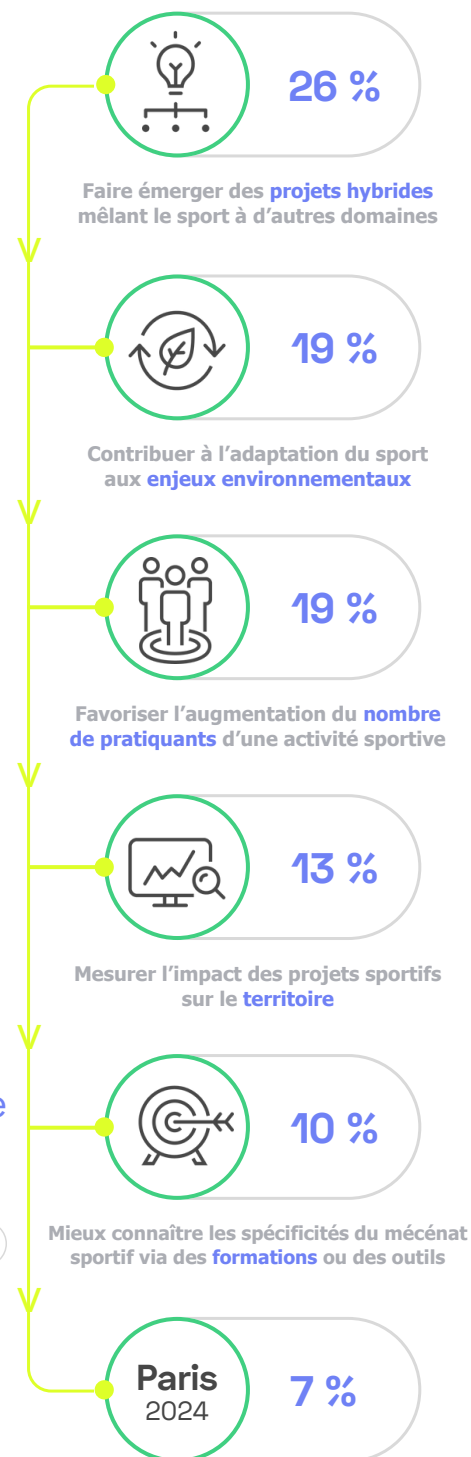 26 %
Faire émerger des projets hybrides
mêlant le sport à d'autres domaines
19 %
Contribuer à l'adaptation du sport
aux enjeux environnementaux
19 %
Favoriser l'augmentation du nombre
de pratiquants d'une activité sportive
13 %
Mesurer l'impact des projets sportifs
sur le territoire
e
10 %
Mieux connaître les spécificités du mécénat
sportif via des formations ou des outils
Paris
2024
7 %